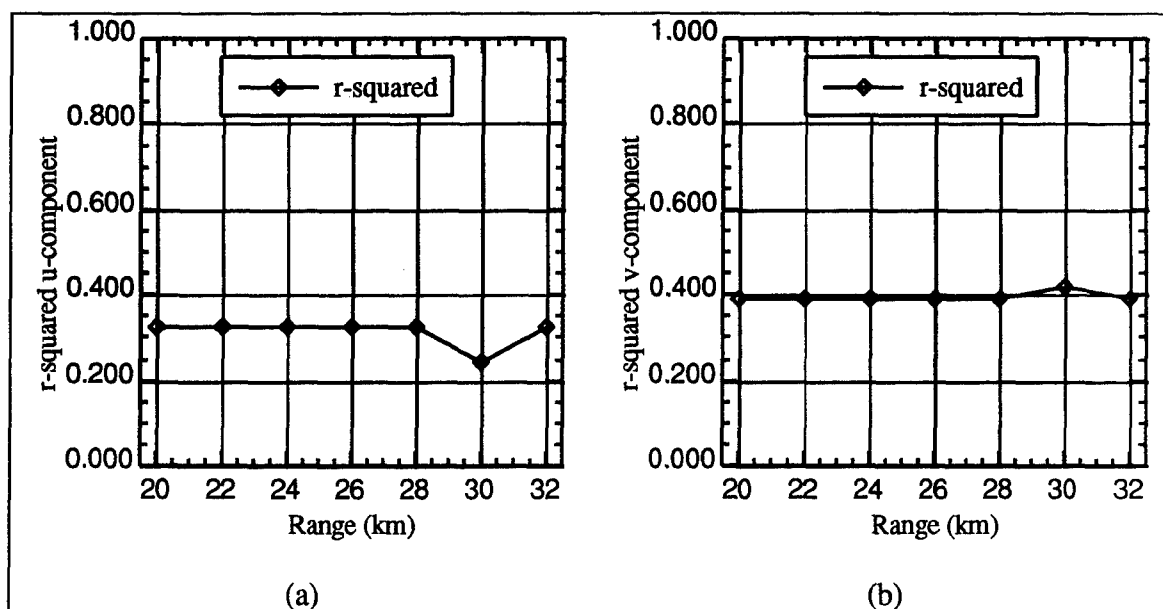 r-squared u-component
1.000
0.800
0.600
0.400
0.200
0.000
r-squared
20 22 24 26 28 30 32
Range (km)
(a)
r-squared v-component
1.000
0.800
0.600
0.400
0.200
0.000
r-squared
20 22 24 26 28 30 32
Range (km)
(b)